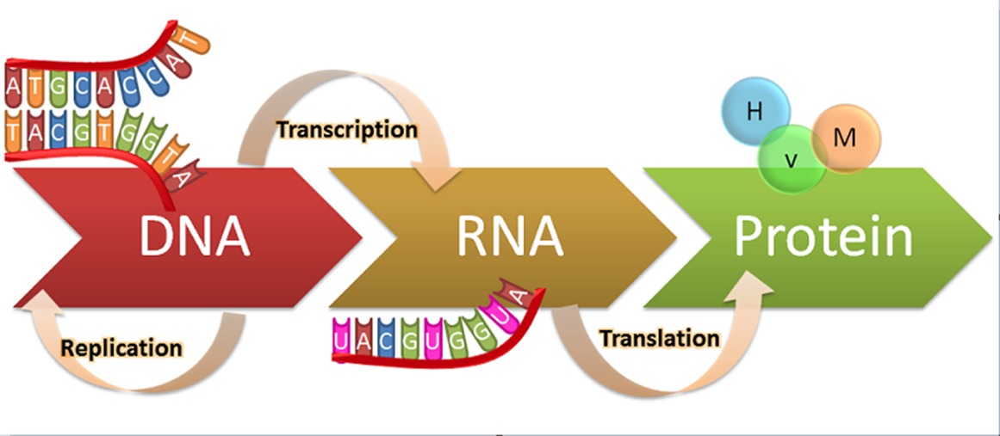 ATGCACCAT
TACGTGGTA
Transcription
H
v
M
DNA
RNA
Protein
UACGUGGUA
Replication
Translation